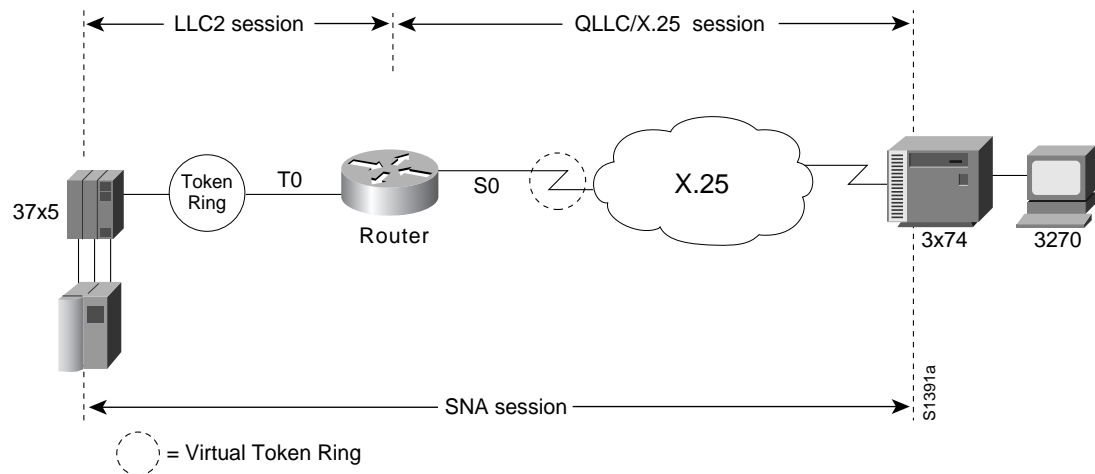 LLC2 session
QLLC/X.25 session
Token
Ring
T0
S0
X.25
37x5
Router
3x74
3270
S1391a
SNA session
= Virtual Token Ring